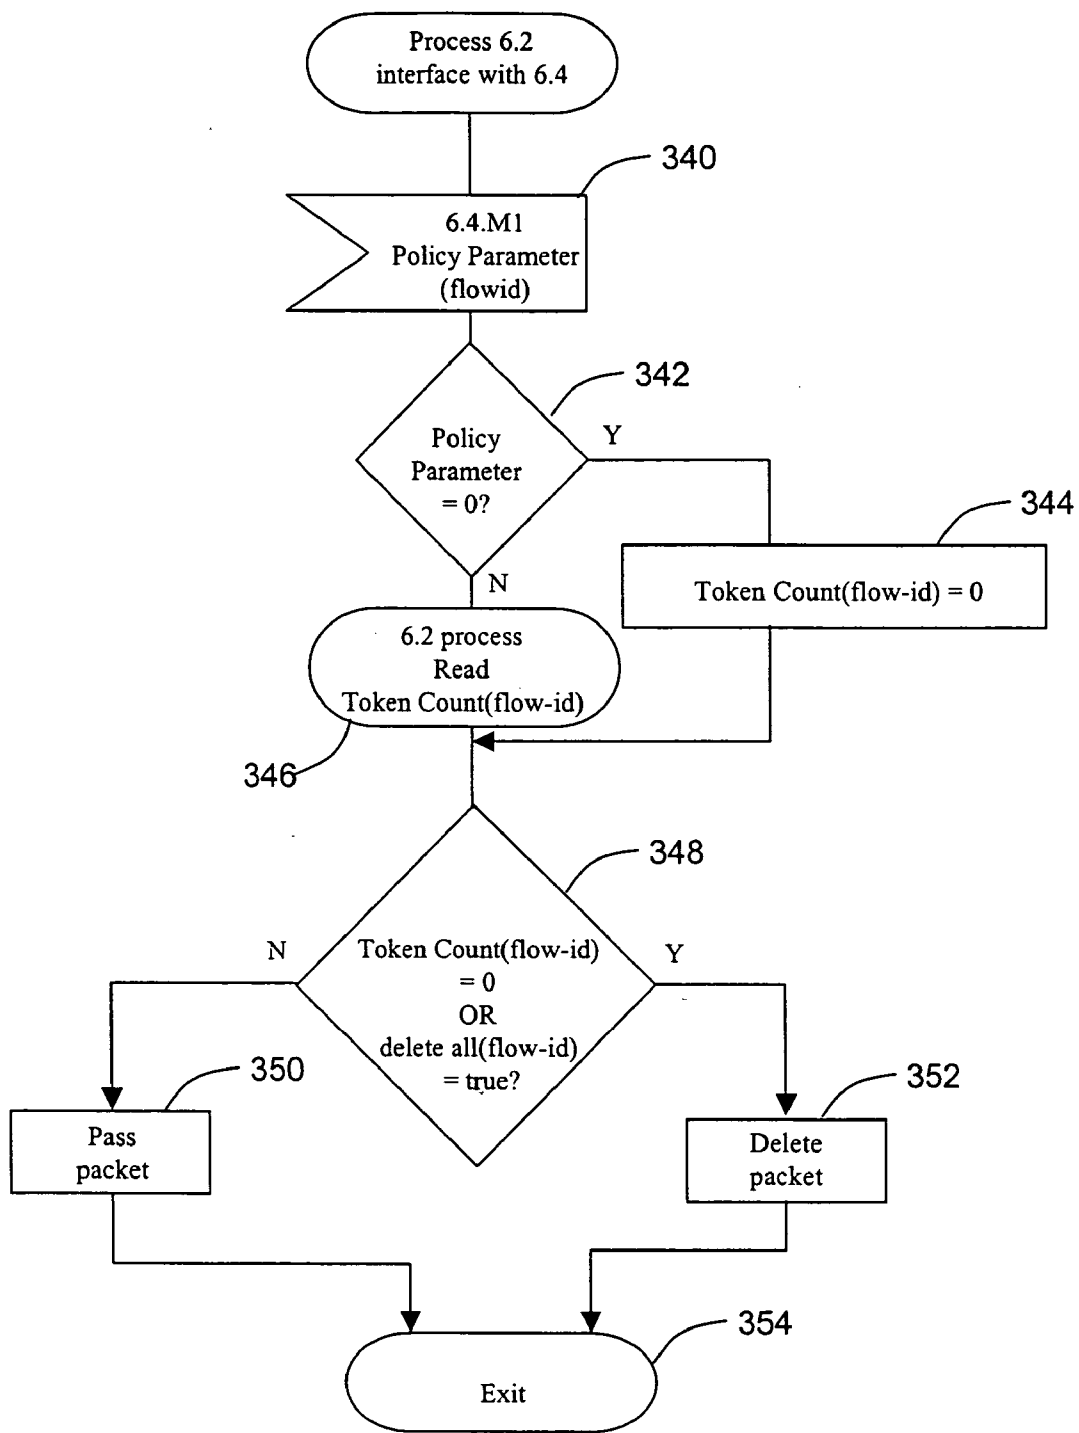 Process 6.2
interface with 6.4
340
6.4.M1
Policy Parameter
(flowid)
342
Policy
Parameter
= 0?
Y
N
344
Token Count(flow-id) = 0
6.2 process
Read
Token Count(flow-id)
346
348
N
Token Count(flow-id)
= 0
OR
delete all(flow-id)
= true?
Y
350
Pass
packet
352
Delete
packet
354
Exit